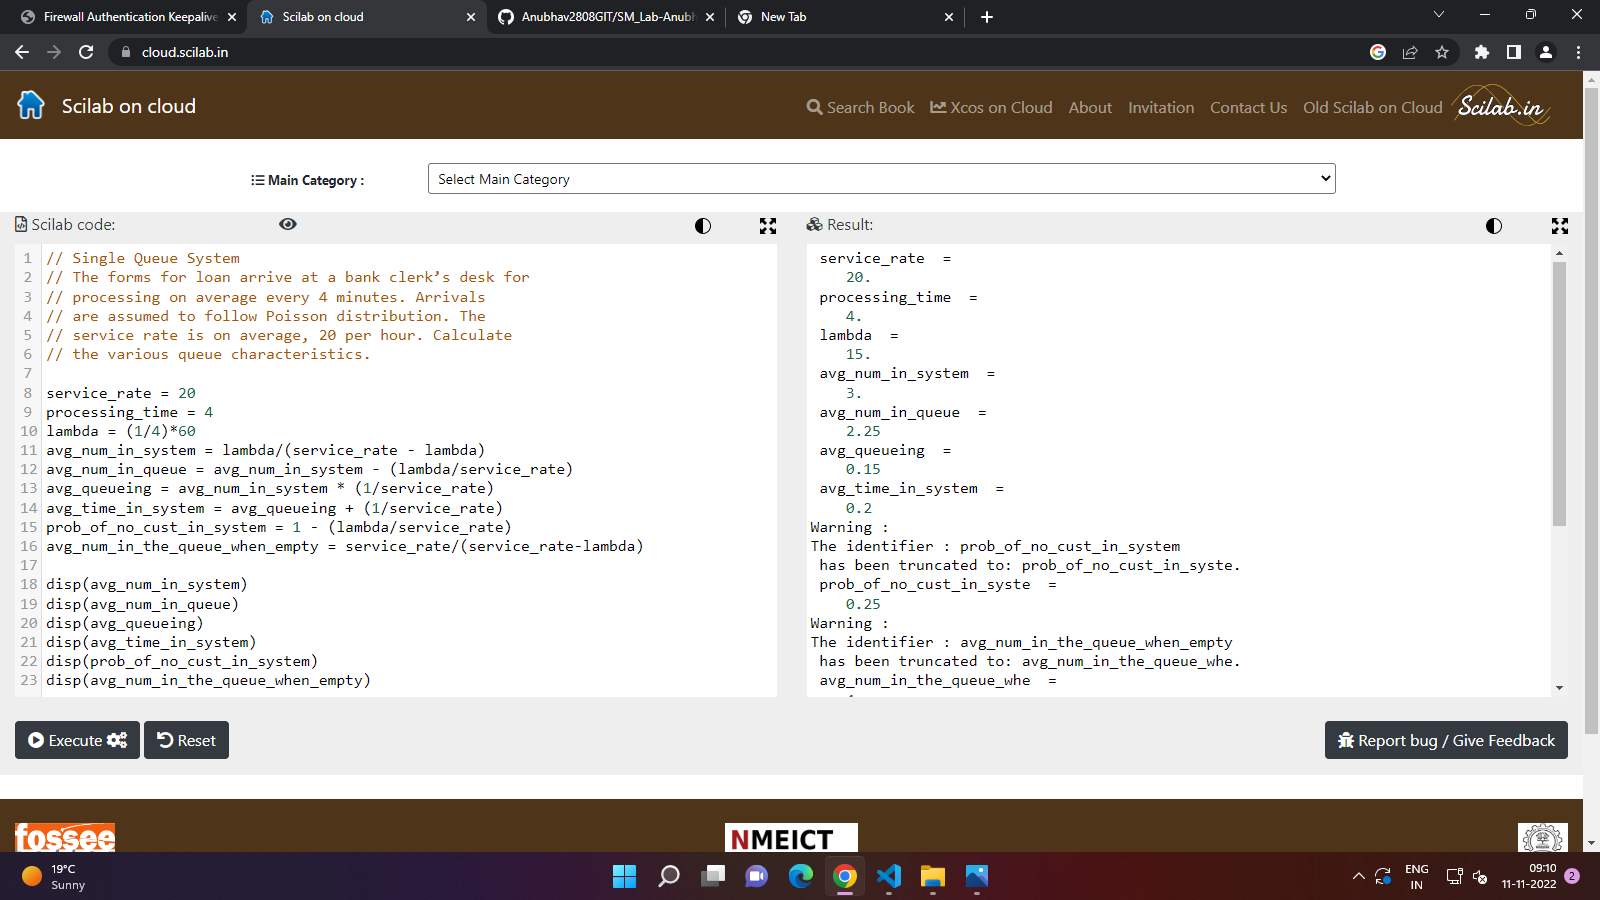 Firewall Authentication Keepalive
Scilab on cloud
Anubhav2808GIT/SM_Lab-Anubh
New Tab
cloud.scilab.in
Scilab on cloud
Search Book
Xcos on Cloud
About
Invitation
Contact Us
Old Scilab on Cloud
Scilab.in
Main Category :
Select Main Category
Scilab code:
1 // Single Queue System
2 // The forms for loan arrive at a bank clerk’s desk for
3 // processing on average every 4 minutes. Arrivals
4 // are assumed to follow Poisson distribution. The
5 // service rate is on average, 20 per hour. Calculate
6 // the various queue characteristics.
7
8 service_rate = 20
9 processing_time = 4
10 lambda = (1/4)*60
11 avg_num_in_system = lambda/(service_rate - lambda)
12 avg_num_in_queue = avg_num_in_system - (lambda/service_rate)
13 avg_queueing = avg_num_in_system * (1/service_rate)
14 avg_time_in_system = avg_queueing + (1/service_rate)
15 prob_of_no_cust_in_system = 1 - (lambda/service_rate)
16 avg_num_in_the_queue_when_empty = service_rate/(service_rate-lambda)
17
18 disp(avg_num_in_system)
19 disp(avg_num_in_queue)
20 disp(avg_queueing)
21 disp(avg_time_in_system)
22 disp(prob_of_no_cust_in_system)
23 disp(avg_num_in_the_queue_when_empty)
Result:
service_rate =
20.
processing_time =
4.
lambda =
15.
avg_num_in_system =
3.
avg_num_in_queue =
2.25
avg_queueing =
0.15
avg_time_in_system =
0.2
Warning :
The identifier : prob_of_no_cust_in_system
has been truncated to: prob_of_no_cust_in_syste.
prob_of_no_cust_in_syste =
0.25
Warning :
The identifier : avg_num_in_the_queue_when_empty
has been truncated to: avg_num_in_the_queue_whe.
avg_num_in_the_queue_whe =
Execute
Reset
Report bug / Give Feedback
fossee
NMEICT
19°C
Sunny
ENG
IN
09:10
11-11-2022
2